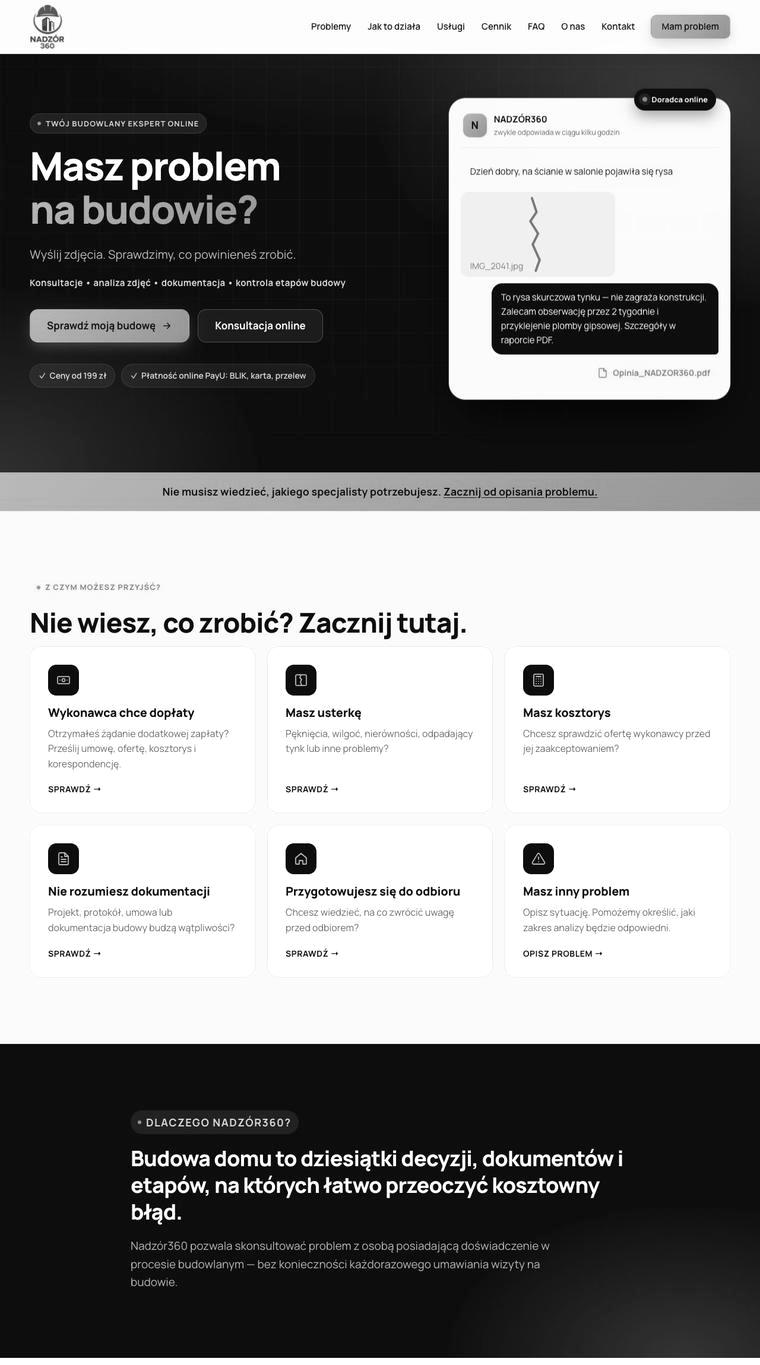 NADZÓR
360
Problemy Jak to działa Usługi Cennik FAQ O nas Kontakt Mam problem
TWÓJ BUDOWLANY EKSPERT ONLINE
Masz problem
na budowie?
Wyślij zdjęcia. Sprawdzimy, co powinieneś zrobić.
Konsultacje • analiza zdjęć • dokumentacja • kontrola etapów budowy
Sprawdź moją budowę →
Konsultacja online
✓ Ceny od 199 zł
✓ Płatność online PayU: BLIK, karta, przelew
Doradca online
N
NADZÓR360
zwykle odpowiada w ciągu kilku godzin
Dzień dobry, na ścianie w salonie pojawiła się rysa
IMG_2041.jpg
To rysa skurczowa tynku — nie zagraża konstrukcji.
Zalecam obserwację przez 2 tygodnie i
przyklejenie plomby gipsowej. Szczegóły w
raporcie PDF.
Opinia_NADZOR360.pdf
Nie musisz wiedzieć, jakiego specjalisty potrzebujesz. Zacznij od opisania problemu.
Z CZYM MOŻESZ PRZYJŚĆ?
Nie wiesz, co zrobić? Zacznij tutaj.
Wykonawca chce dopłaty
Otrzymałeś żądanie dodatkowej zapłaty?
Prześlij umowę, ofertę, kosztorys i
korespondencję.
SPRAWDŹ →
Masz usterkę
Pęknięcia, wilgoć, nierówności, odpadający
tynk lub inne problemy?
SPRAWDŹ →
Masz kosztorys
Chcesz sprawdzić ofertę wykonawcy przed
jej zaakceptowaniem?
SPRAWDŹ →
Nie rozumiesz dokumentacji
Projekt, protokół, umowa lub
dokumentacja budowy budzą wątpliwości?
SPRAWDŹ →
Przygotowujesz się do odbioru
Chcesz wiedzieć, na co zwrócić uwagę
przed odbiorem?
SPRAWDŹ →
Masz inny problem
Opisz sytuację. Pomożemy określić, jaki
zakres analizy będzie odpowiedni.
OPISZ PROBLEM →
DLACZEGO NADZÓR360?
Budowa domu to dziesiątki decyzji, dokumentów i
etapów, na których łatwo przeoczyć kosztowny
błąd.
Nadzór360 pozwala skonsultować problem z osobą posiadającą doświadczenie w
procesie budowlanym — bez konieczności każdorazowego umawiania wizyty na
budowie.